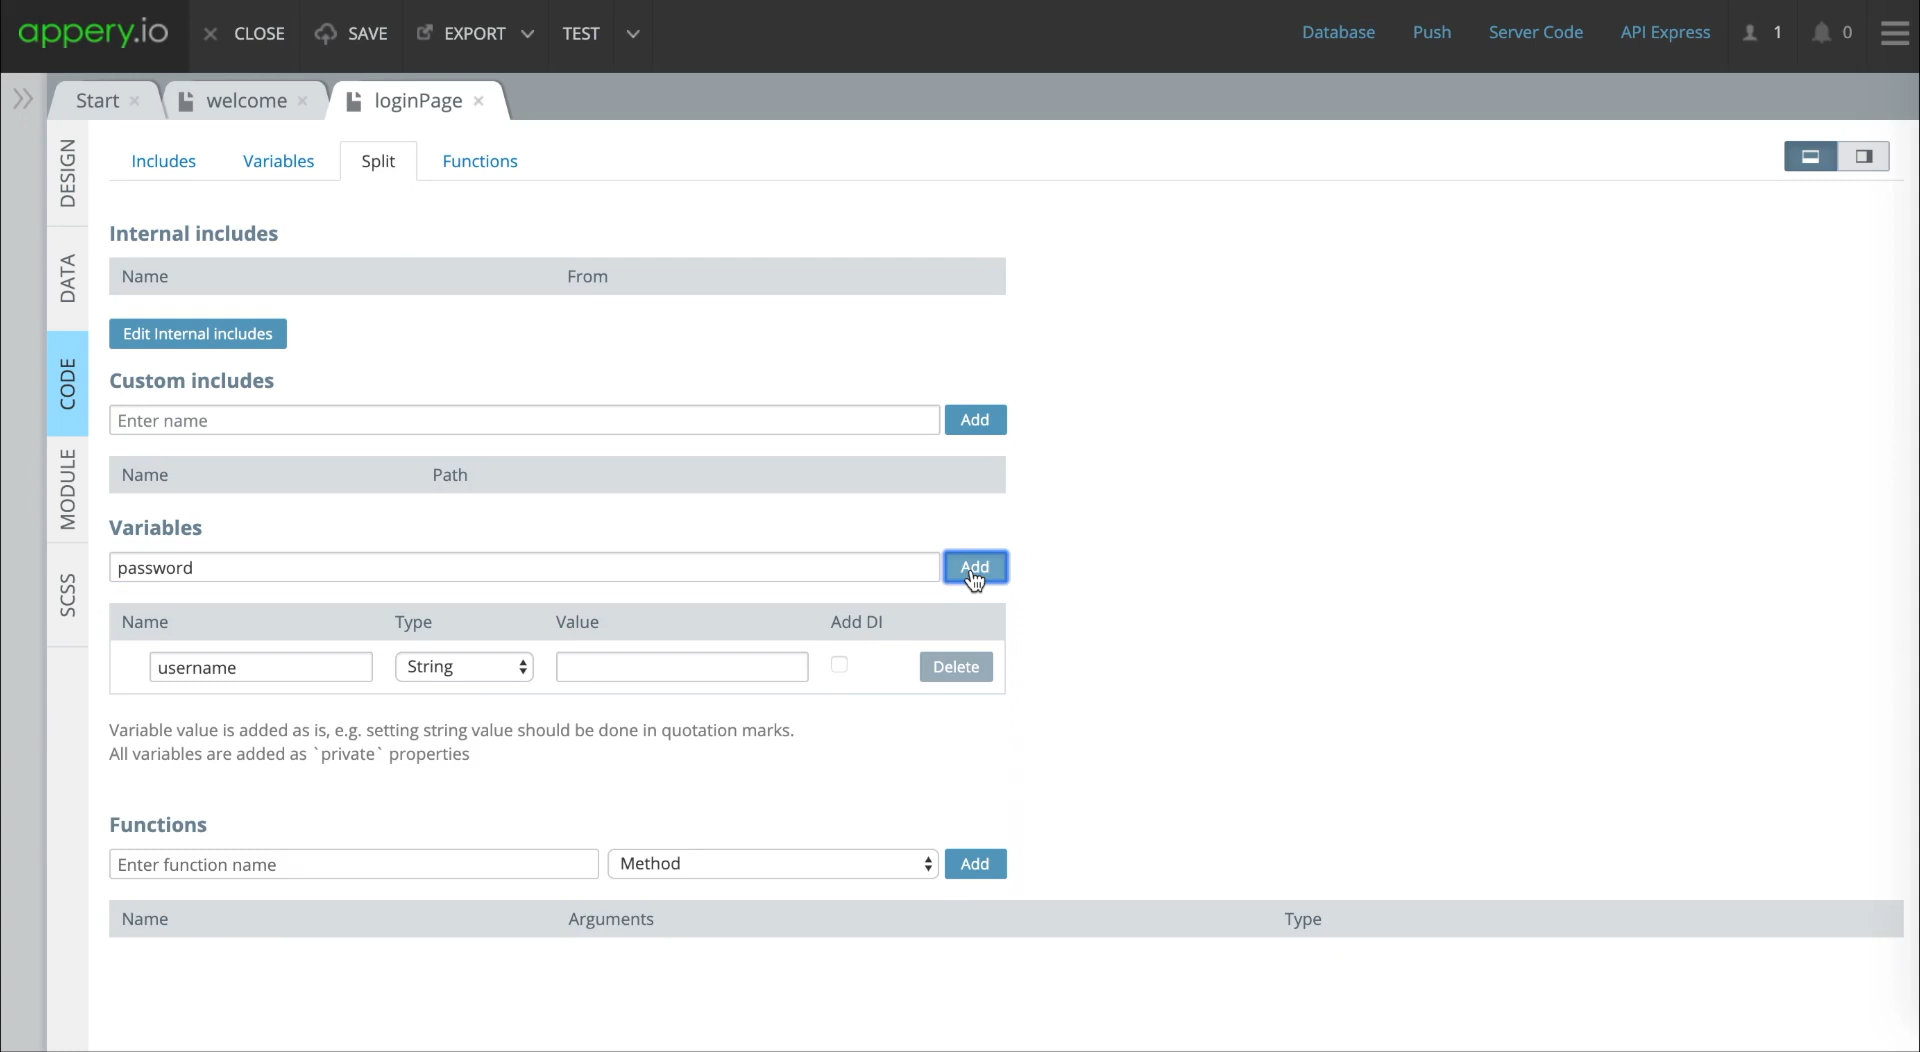 appery.io CLOSE SAVE EXPORT TEST Database Push Server Code API Express 1 0
Start welcome loginPage
DESIGN
DATA
CODE
MODULE
SCSS
Includes Variables Split Functions
Internal includes
Name From
Edit Internal includes
Custom includes
Enter name Add
Name Path
Variables
password Add
Name Type Value Add DI
username String Delete
Variable value is added as is, e.g. setting string value should be done in quotation marks.
All variables are added as `private` properties
Functions
Enter function name Method Add
Name Arguments Type